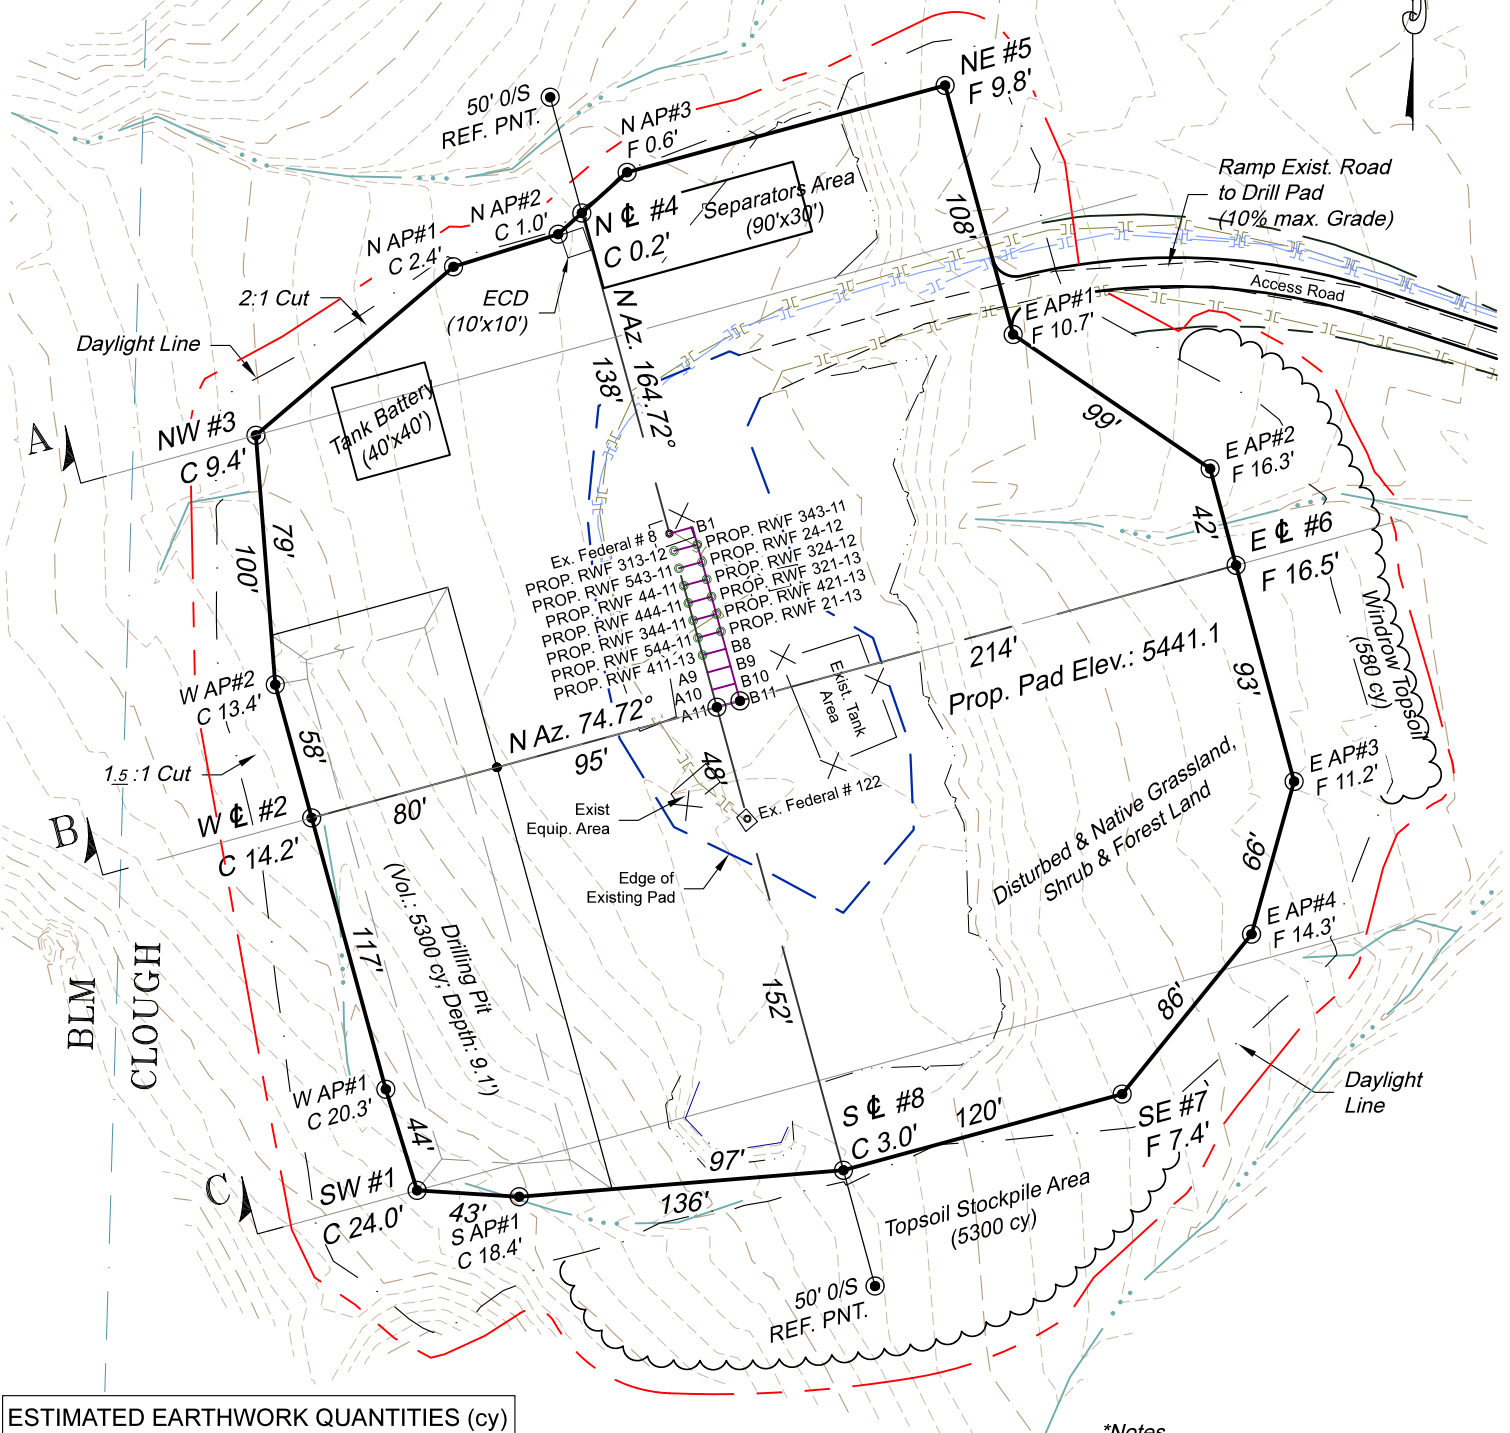 NE #5
F 9.8'
50' 0/S
REF. PNT.
N AP#3
F 0.6'
N AP#2
C 1.0'
N ℄ #4
C 0.2'
Separators Area
(90'x30')
108'
Ramp Exist. Road
to Drill Pad
(10% max. Grade)
Access Road
N AP#1
C 2.4'
2:1 Cut
ECD
(10'x10')
Daylight Line
N Az. 164.72°
138'
E AP#1
F 10.7'
99'
A
NW #3
C 9.4'
Tank Battery
(40'x40')
E AP#2
F 16.3'
42'
E ℄ #6
F 16.5'
79'
100'
Ex. Federal # 8
PROP. RWF 313-12
PROP. RWF 543-11
PROP. RWF 44-11
PROP. RWF 444-11
PROP. RWF 344-11
PROP. RWF 544-11
PROP. RWF 411-13
A9
A10
A11
B1
PROP. RWF 343-11
PROP. RWF 24-12
PROP. RWF 324-12
PROP. RWF 321-13
PROP. RWF 421-13
PROP. RWF 21-13
B8
B9
B10
B11
Windrow Topsoil
(580 cy)
214'
Prop. Pad Elev.: 5441.1
93'
Exist. Tank
Area
W AP#2
C 13.4'
58'
N Az. 74.72°
95'
48'
80'
1.5 :1 Cut
B
W ℄ #2
C 14.2'
Exist
Equip. Area
Ex. Federal # 122
Edge of
Existing Pad
E AP#3
F 11.2'
Disturbed & Native Grassland,
Shrub & Forest Land
66'
E AP#4
F 14.3'
BLM
CLOUGH
117'
Drilling Pit
(Vol.: 5300 cy; Depth: 9.1')
152'
86'
W AP#1
C 20.3'
44'
Daylight
Line
S ℄ #8
C 3.0'
120'
SE #7
F 7.4'
C
SW #1
C 24.0'
43'
S AP#1
C 18.4'
97'
136'
Topsoil Stockpile Area
(5300 cy)
50' 0/S
REF. PNT.
ESTIMATED EARTHWORK QUANTITIES (cy)
*Notes